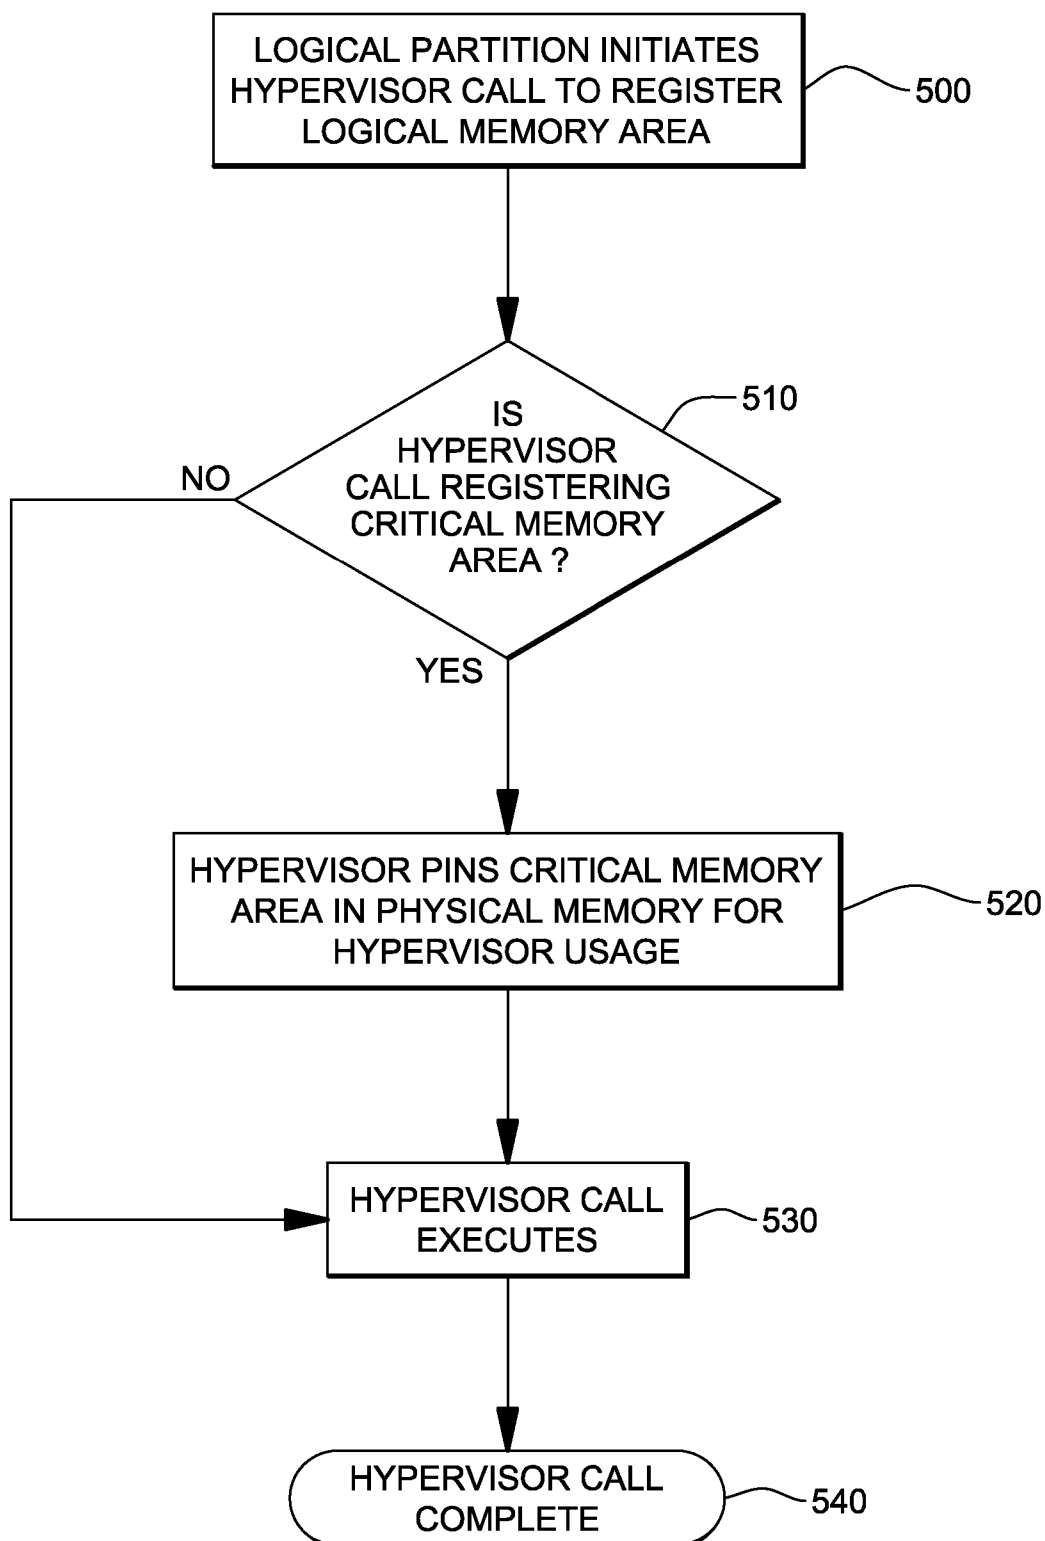 LOGICAL PARTITION INITIATES
HYPERVISOR CALL TO REGISTER
LOGICAL MEMORY AREA
500
IS
HYPERVISOR
CALL REGISTERING
CRITICAL MEMORY
AREA ?
510
NO
YES
HYPERVISOR PINS CRITICAL MEMORY
AREA IN PHYSICAL MEMORY FOR
HYPERVISOR USAGE
520
HYPERVISOR CALL
EXECUTES
530
HYPERVISOR CALL
COMPLETE
540